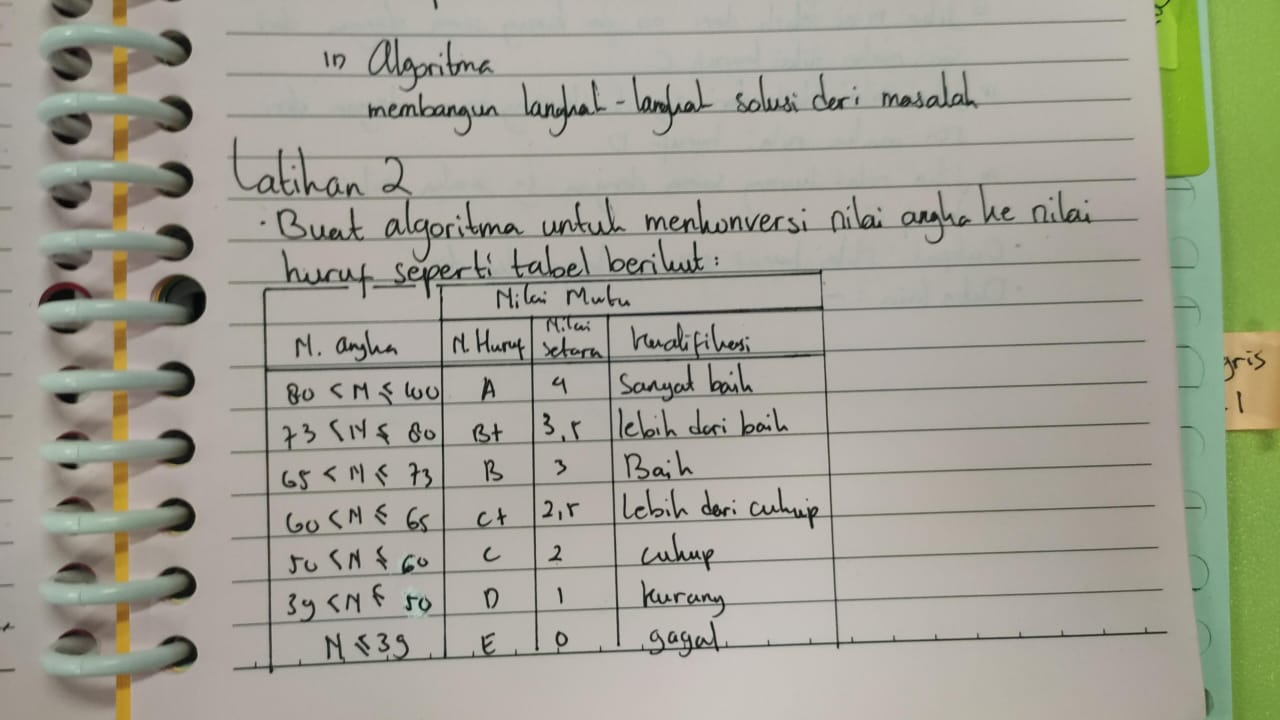 1) Algoritma
membangun langkah-langkah solusi dari masalah
Latihan 2
· Buat algoritma untuk menkonversi nilai angka ke nilai
huruf seperti tabel berikut:
Nilai Mutu
N. angka N. Huruf Nilai setara kualifikasi
80 < N ≤ 100 A 4 Sangat baik
73 < N ≤ 80 B+ 3,5 lebih dari baik
65 < N ≤ 73 B 3 Baik
60 < N ≤ 65 C+ 2,5 lebih dari cukup
50 < N ≤ 60 C 2 cukup
39 < N ≤ 50 D 1 kurang
N ≤ 39 E 0 gagal
gris
1